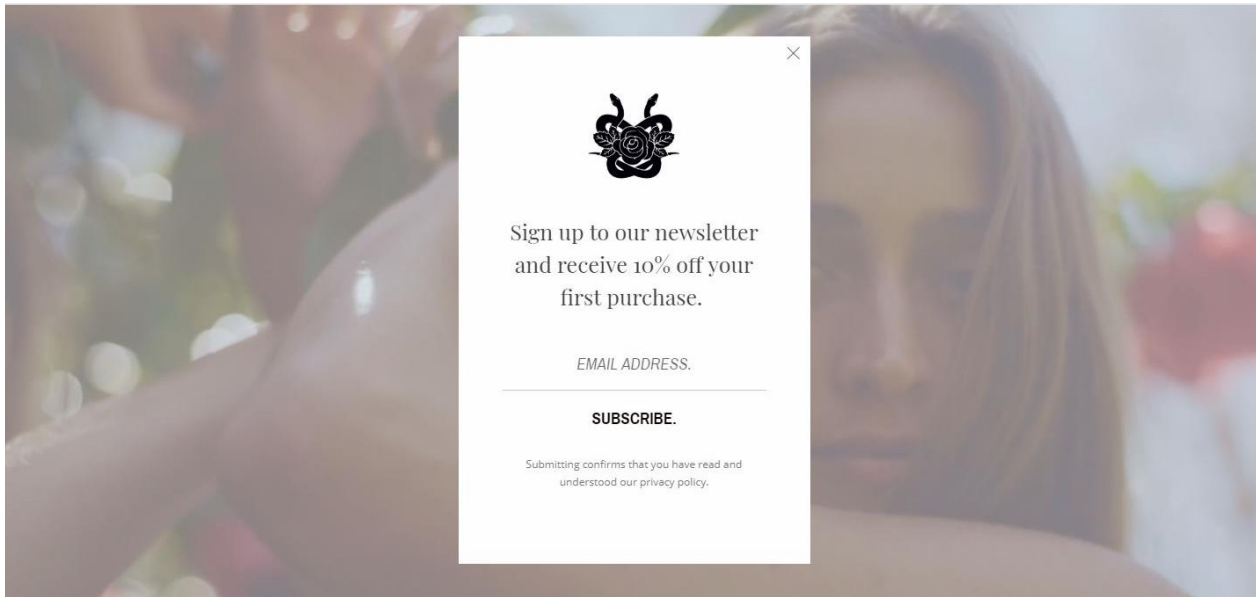 Sign up to our newsletter
and receive 10% off your
first purchase.
EMAIL ADDRESS.
SUBSCRIBE.
Submitting confirms that you have read and
understood our privacy policy.